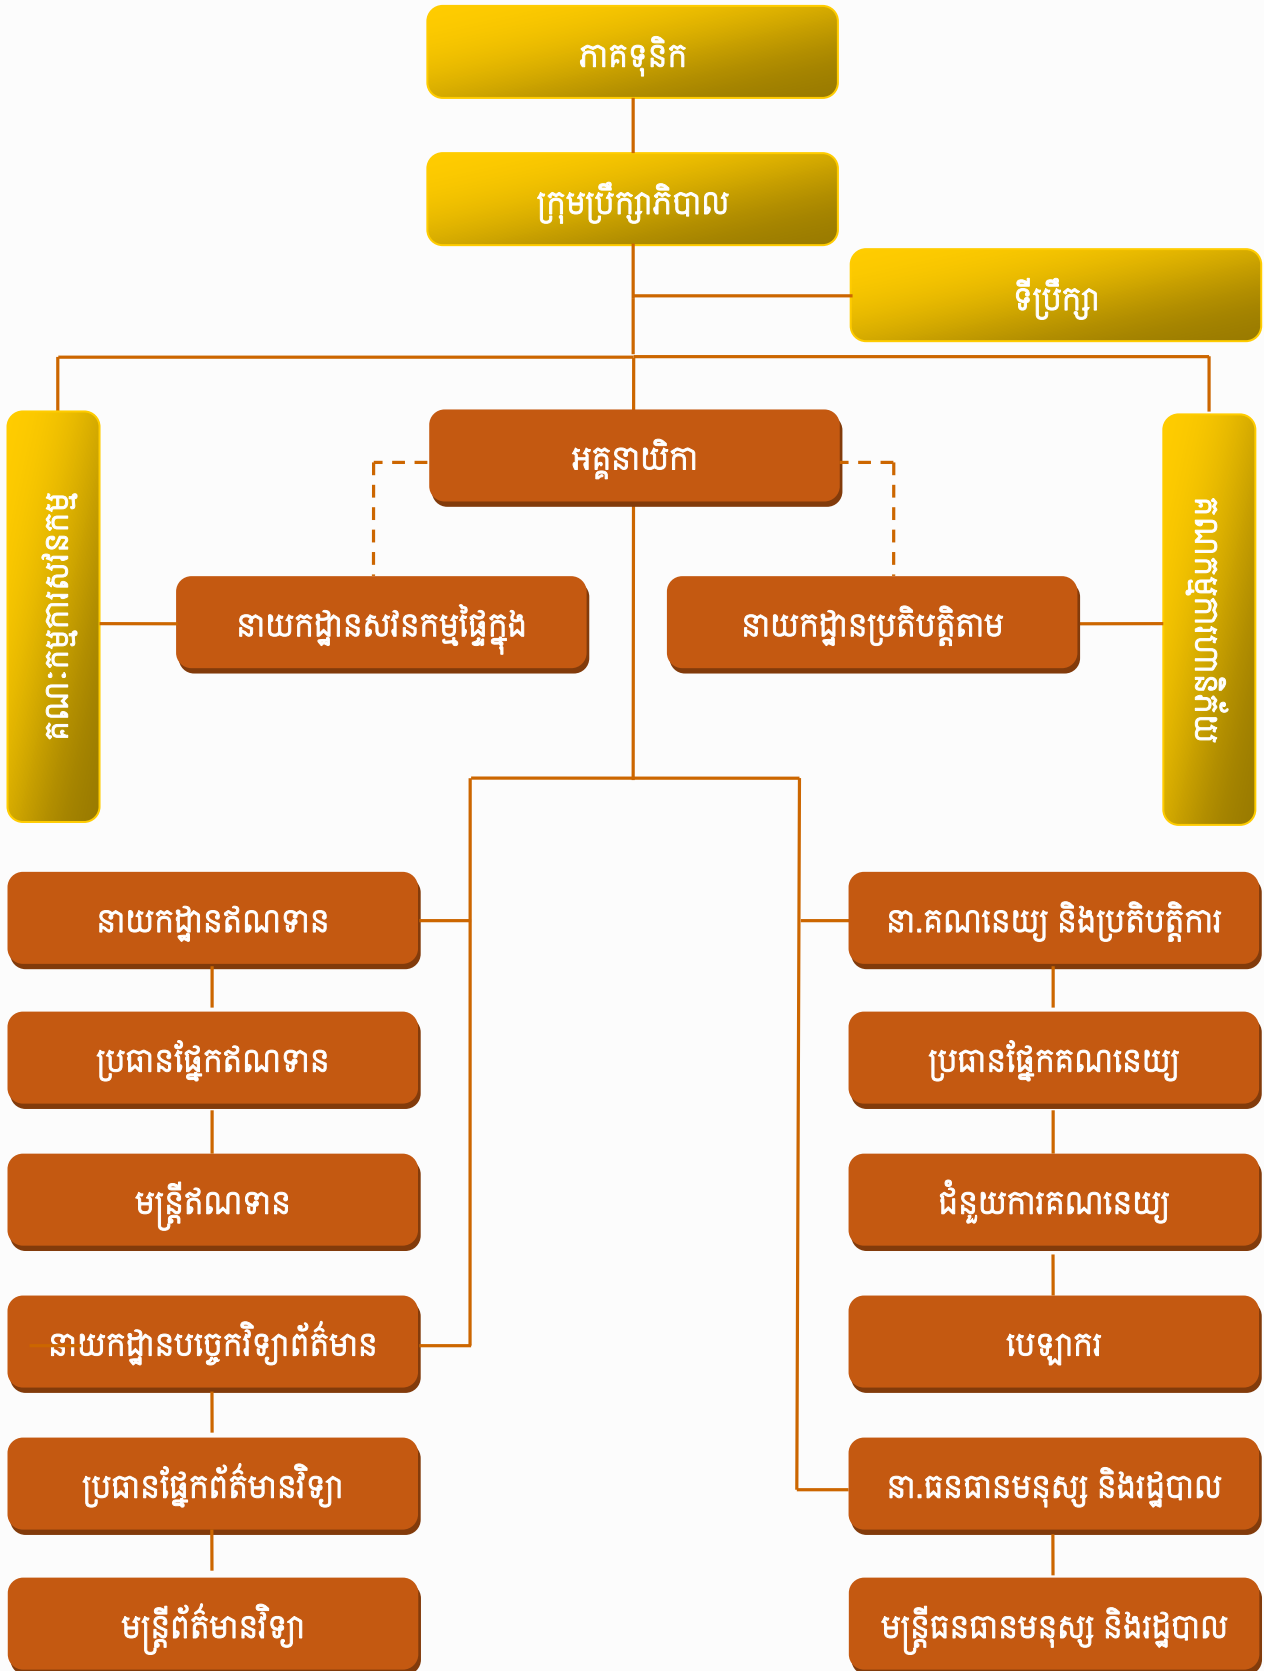 ភាគទុនិក
ក្រុមប្រឹក្សាភិបាល
ទីប្រឹក្សា
អគ្គនាយិកា
គណៈកម្មការសវនកម្ម
គណកម្មការហានិភ័យ
នាយកដ្ឋានសវនកម្មផ្ទៃក្នុង
នាយកដ្ឋានប្រតិបត្តិតាម
នាយកដ្ឋានឥណទាន
នា.គណនេយ្យ និងប្រតិបត្តិការ
ប្រធានផ្នែកឥណទាន
ប្រធានផ្នែកគណនេយ្យ
មន្ត្រីឥណទាន
ជំនួយការគណនេយ្យ
នាយកដ្ឋានបច្ចេកវិទ្យាព័ត៌មាន
បេឡាករ
ប្រធានផ្នែកព័ត៌មានវិទ្យា
នា.ធនធានមនុស្ស និងរដ្ឋបាល
មន្ត្រីព័ត៌មានវិទ្យា
មន្ត្រីធនធានមនុស្ស និងរដ្ឋបាល